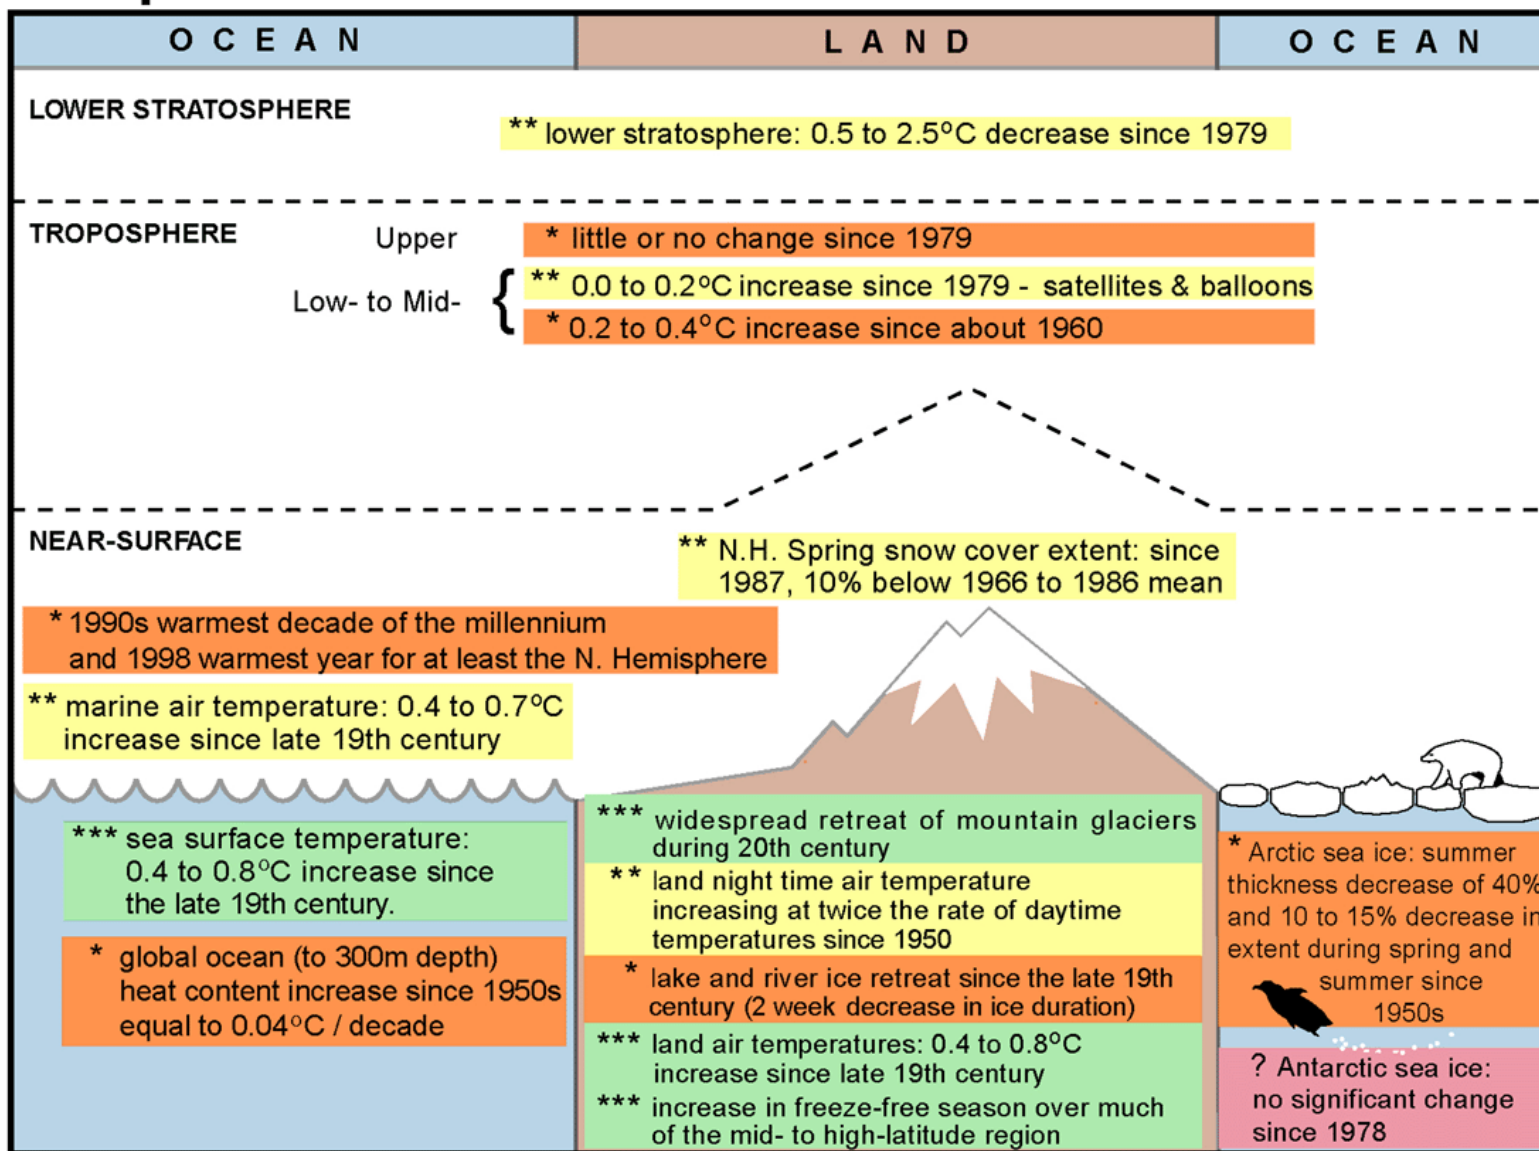 OCEAN LAND OCEAN
LOWER STRATOSPHERE
** lower stratosphere: 0.5 to 2.5°C decrease since 1979
TROPOSPHERE
Upper
* little or no change since 1979
Low- to Mid- {
** 0.0 to 0.2°C increase since 1979 - satellites & balloons
* 0.2 to 0.4°C increase since about 1960
NEAR-SURFACE
** N.H. Spring snow cover extent: since
1987, 10% below 1966 to 1986 mean
* 1990s warmest decade of the millennium
and 1998 warmest year for at least the N. Hemisphere
** marine air temperature: 0.4 to 0.7°C
increase since late 19th century
*** sea surface temperature:
0.4 to 0.8°C increase since
the late 19th century.
* global ocean (to 300m depth)
heat content increase since 1950s
equal to 0.04°C / decade
*** widespread retreat of mountain glaciers
during 20th century
** land night time air temperature
increasing at twice the rate of daytime
temperatures since 1950
* lake and river ice retreat since the late 19th
century (2 week decrease in ice duration)
*** land air temperatures: 0.4 to 0.8°C
increase since late 19th century
*** increase in freeze-free season over much
of the mid- to high-latitude region
* Arctic sea ice: summer
thickness decrease of 40%
and 10 to 15% decrease in
extent during spring and
summer since
1950s
? Antarctic sea ice:
no significant change
since 1978